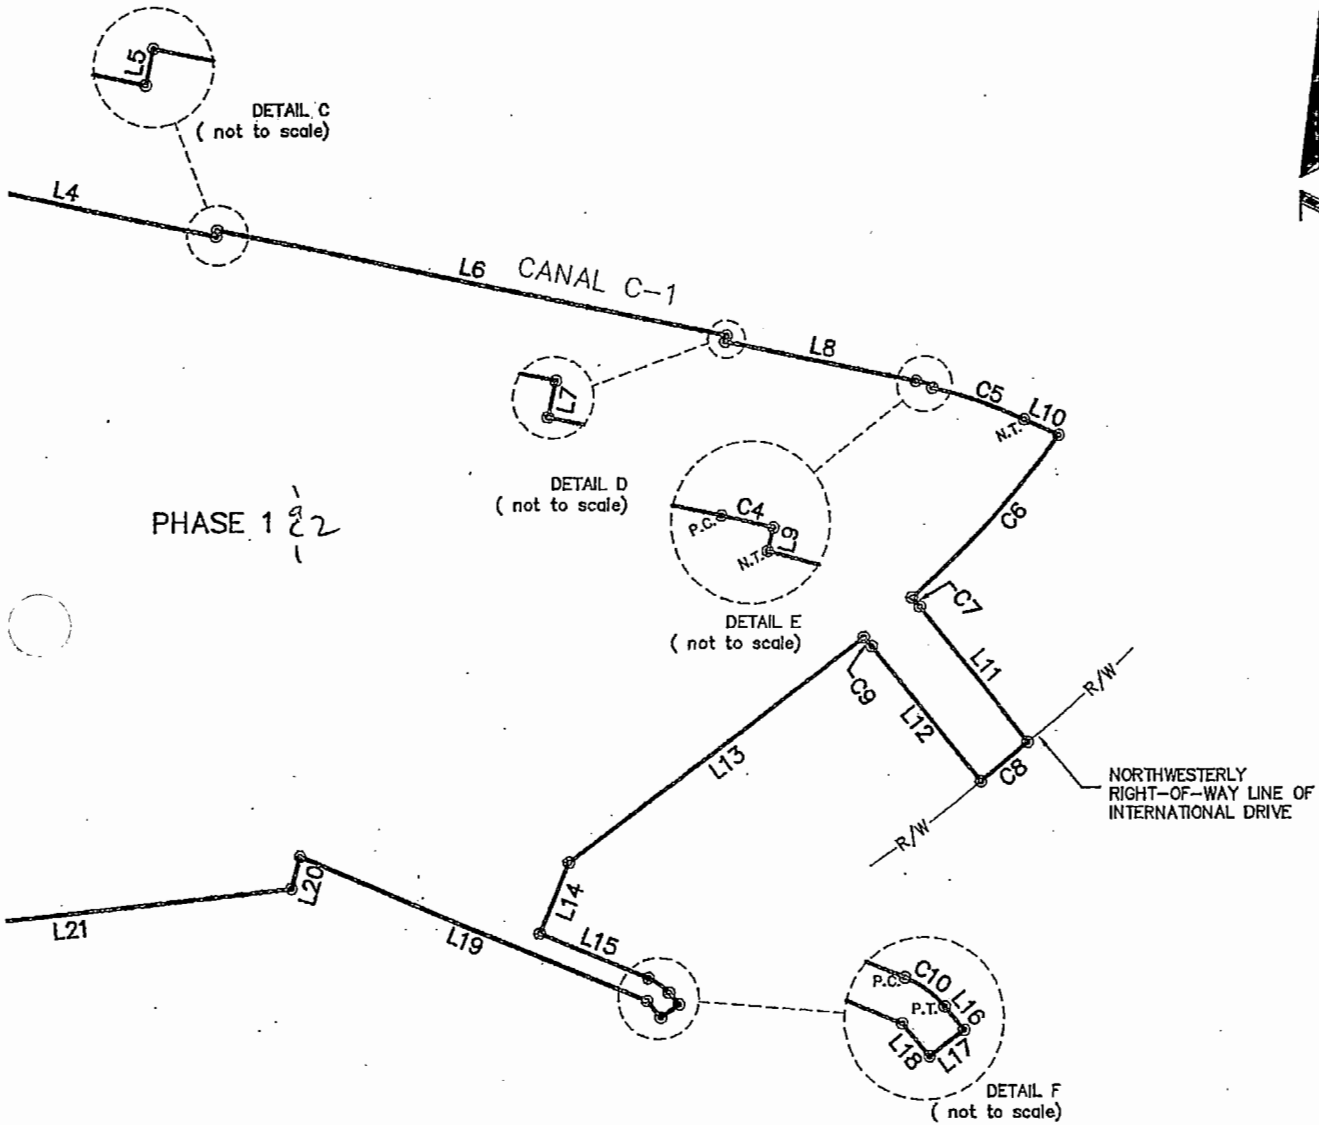 L5
DETAIL C
( not to scale)
L4
L6
CANAL C-1
L8
L7
C5
L10
N.T.
DETAIL D
( not to scale)
PHASE 1 & 2
C4
P.C.
L9
N.T.
C6
DETAIL E
( not to scale)
C7
L11
R/W
C9
L12
L13
C8
NORTHWESTERLY
RIGHT-OF-WAY LINE OF
INTERNATIONAL DRIVE
R/W
L20
L14
L21
L19
L15
P.C.
C10
P.T.
L16
L18
L17
DETAIL F
( not to scale)